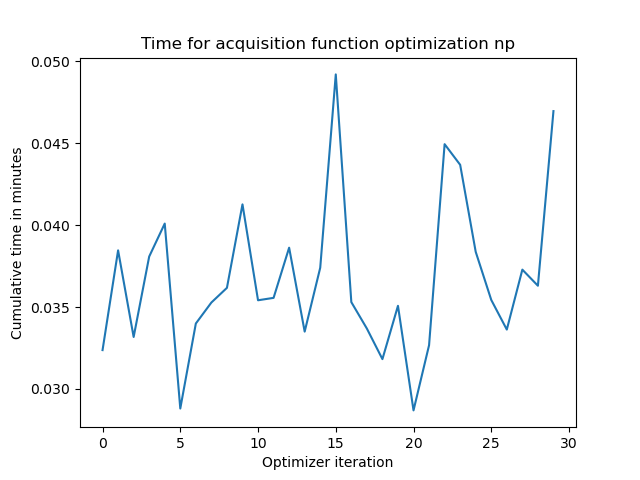 Time for acquisition function optimization np
0.050
0.045
0.040
0.035
0.030
Cumulative time in minutes
0 5 10 15 20 25 30
Optimizer iteration